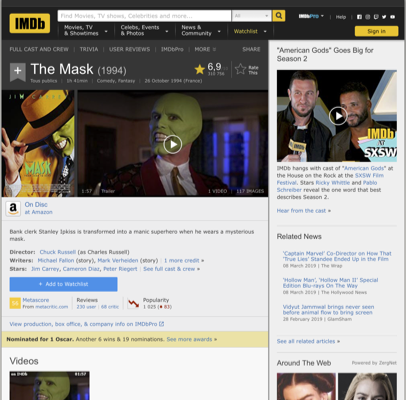 IMDb
Find Movies, TV shows, Celebrities and more...
All
IMDbPro
Help
Movies, TV & Showtimes
Celebs, Events & Photos
News & Community
Watchlist
Sign in
FULL CAST AND CREW | TRIVIA | USER REVIEWS | IMDbPro | MORE
SHARE
The Mask (1994)
6,9
Rate This
Tous publics | 1h 41min | Comedy, Fantasy | 26 October 1994 (France)
MASK
1:57 Trailer
1 VIDEO | 117 IMAGES
On Disc
at Amazon
Bank clerk Stanley Ipkiss is transformed into a manic superhero when he wears a mysterious
mask.
Director: Chuck Russell (as Charles Russell)
Writers: Michael Fallon (story), Mark Verheiden (story) | 1 more credit »
Stars: Jim Carrey, Cameron Diaz, Peter Riegert | See full cast & crew »
+ Add to Watchlist
Metascore
From metacritic.com
Reviews
230 user | 68 critic
Popularity
View production, box office, & company info on IMDbPro
Nominated for 1 Oscar. Another 6 wins & 19 nominations. See more awards »
Videos
"American Gods" Goes Big for
Season 2
IMDb
at
SXSW
IMDb hangs with cast of "American Gods" at
the House on the Rock at the SXSW Film
Festival. Stars Ricky Whittle and Pablo
Schreiber reveal the one word that best
describes Season 2.
Hear from the cast »
Related News
'Captain Marvel' Co-Director on How That
'True Lies' Standee Ended Up in the Film
09 March 2019 | The Wrap
'Hollow Man', 'Hollow Man II' Special
Edition Blu-rays On The Way
08 March 2019 | The Hollywood News
Vidyut Jammwal brings never seen
before animal flow to bring screen
28 February 2019 | GlamSham
See all related articles »
Around The Web
Powered by ZergNet